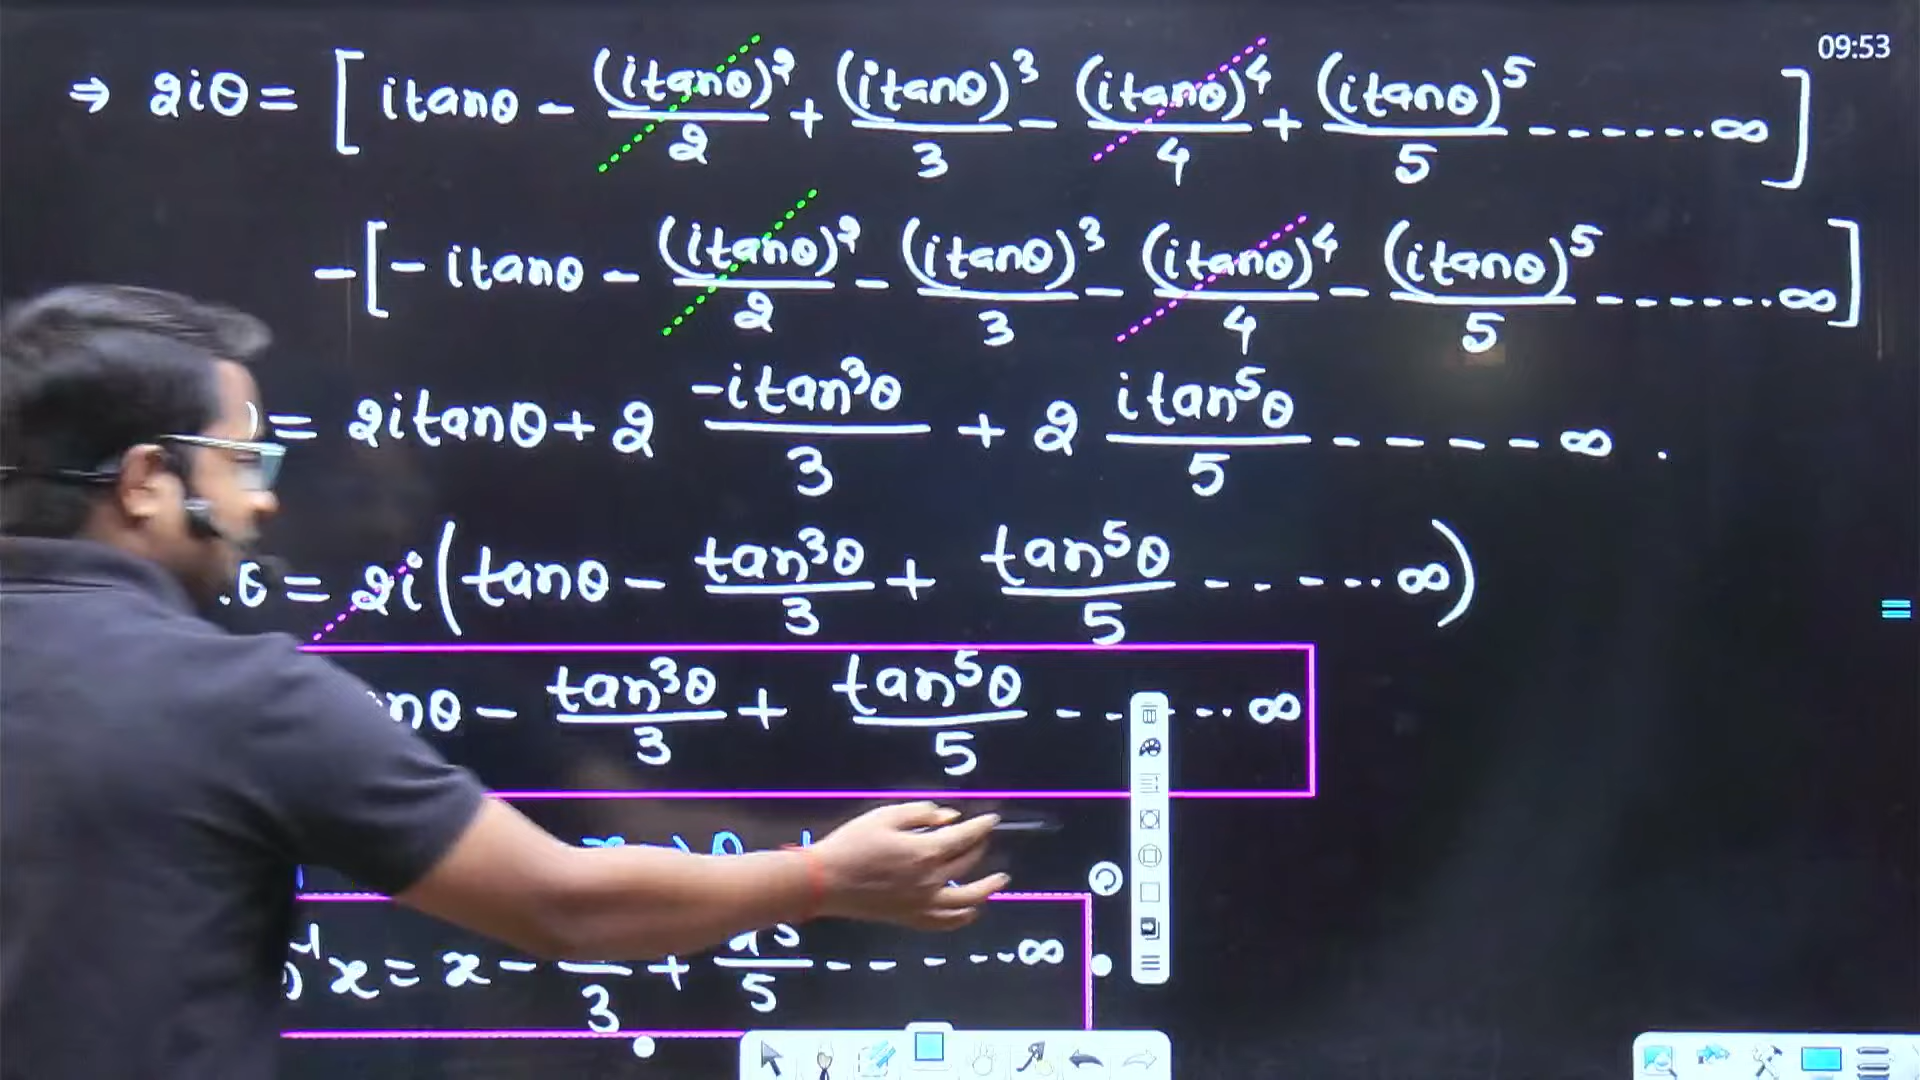 09:53
⇒ 2iθ = [ itanθ − (itanθ)²/2 + (itanθ)³/3 − (itanθ)⁴/4 + (itanθ)⁵/5 - - - - - - - ∞ ]
− [ − itanθ − (itanθ)²/2 − (itanθ)³/3 − (itanθ)⁴/4 − (itanθ)⁵/5 - - - - - - - ∞ ]
= 2itanθ + 2 −itan³θ/3 + 2 itan⁵θ/5 - - - - - ∞ .
θ = 2i ( tanθ − tan³θ/3 + tan⁵θ/5 - - - - - - ∞ )
nθ − tan³θ/3 + tan⁵θ/5 - - - - - ∞
⁻¹x = x − /3 + /5 - - - - - - ∞